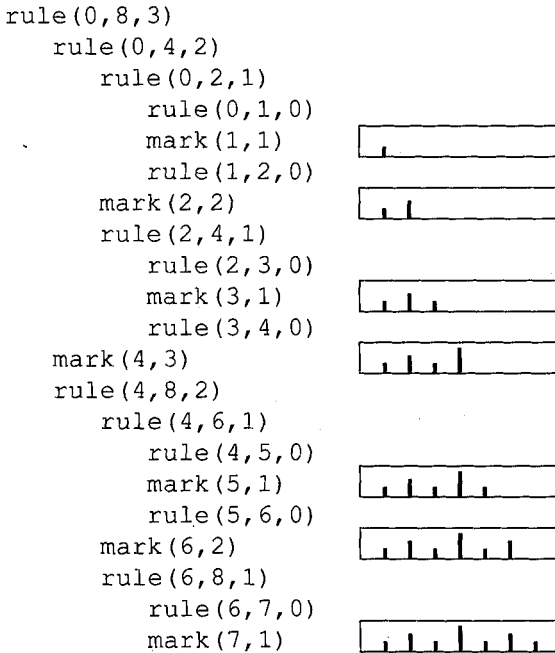 rule(0,8,3)
rule(0,4,2)
rule(0,2,1)
rule(0,1,0)
mark(1,1)
rule(1,2,0)
mark(2,2)
rule(2,4,1)
rule(2,3,0)
mark(3,1)
rule(3,4,0)
mark(4,3)
rule(4,8,2)
rule(4,6,1)
rule(4,5,0)
mark(5,1)
rule(5,6,0)
mark(6,2)
rule(6,8,1)
rule(6,7,0)
mark(7,1)